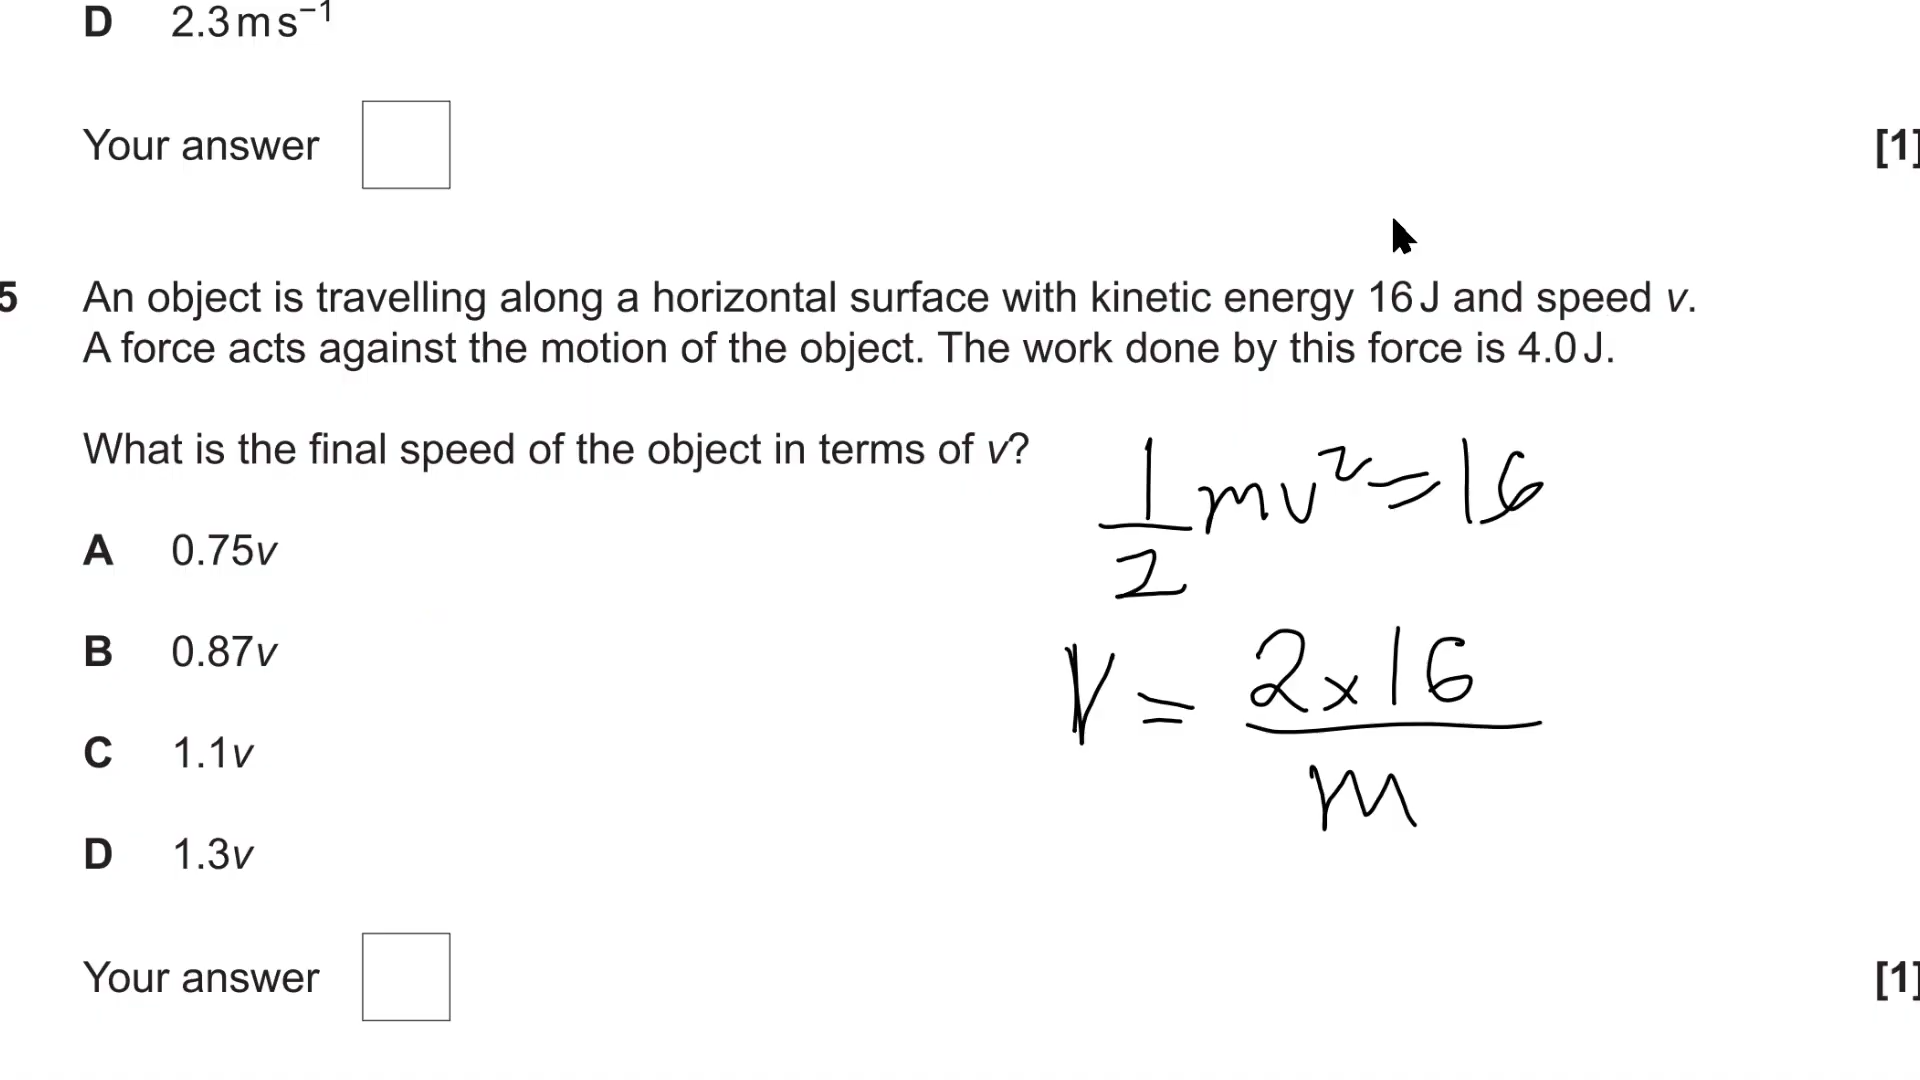 D 2.3 m s⁻¹
Your answer
[1]
5 An object is travelling along a horizontal surface with kinetic energy 16 J and speed v.
A force acts against the motion of the object. The work done by this force is 4.0 J.
What is the final speed of the object in terms of v?
A 0.75v
B 0.87v
C 1.1v
D 1.3v
Your answer
[1]
1/2 mv² = 16
V = 2 x 16 / m